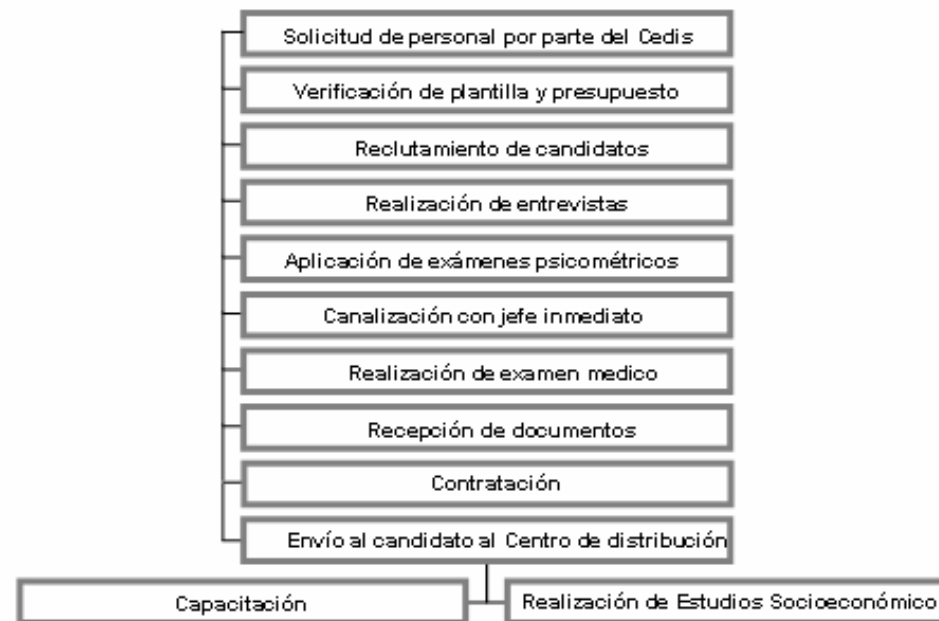 Solicitud de personal por parte del Cedis
Verificación de plantilla y presupuesto
Reclutamiento de candidatos
Realización de entrevistas
Aplicación de exámenes psicométricos
Canalización con jefe inmediato
Realización de examen medico
Recepción de documentos
Contratación
Envío al candidato al Centro de distribución
Capacitación
Realización de Estudios Socioeconómico